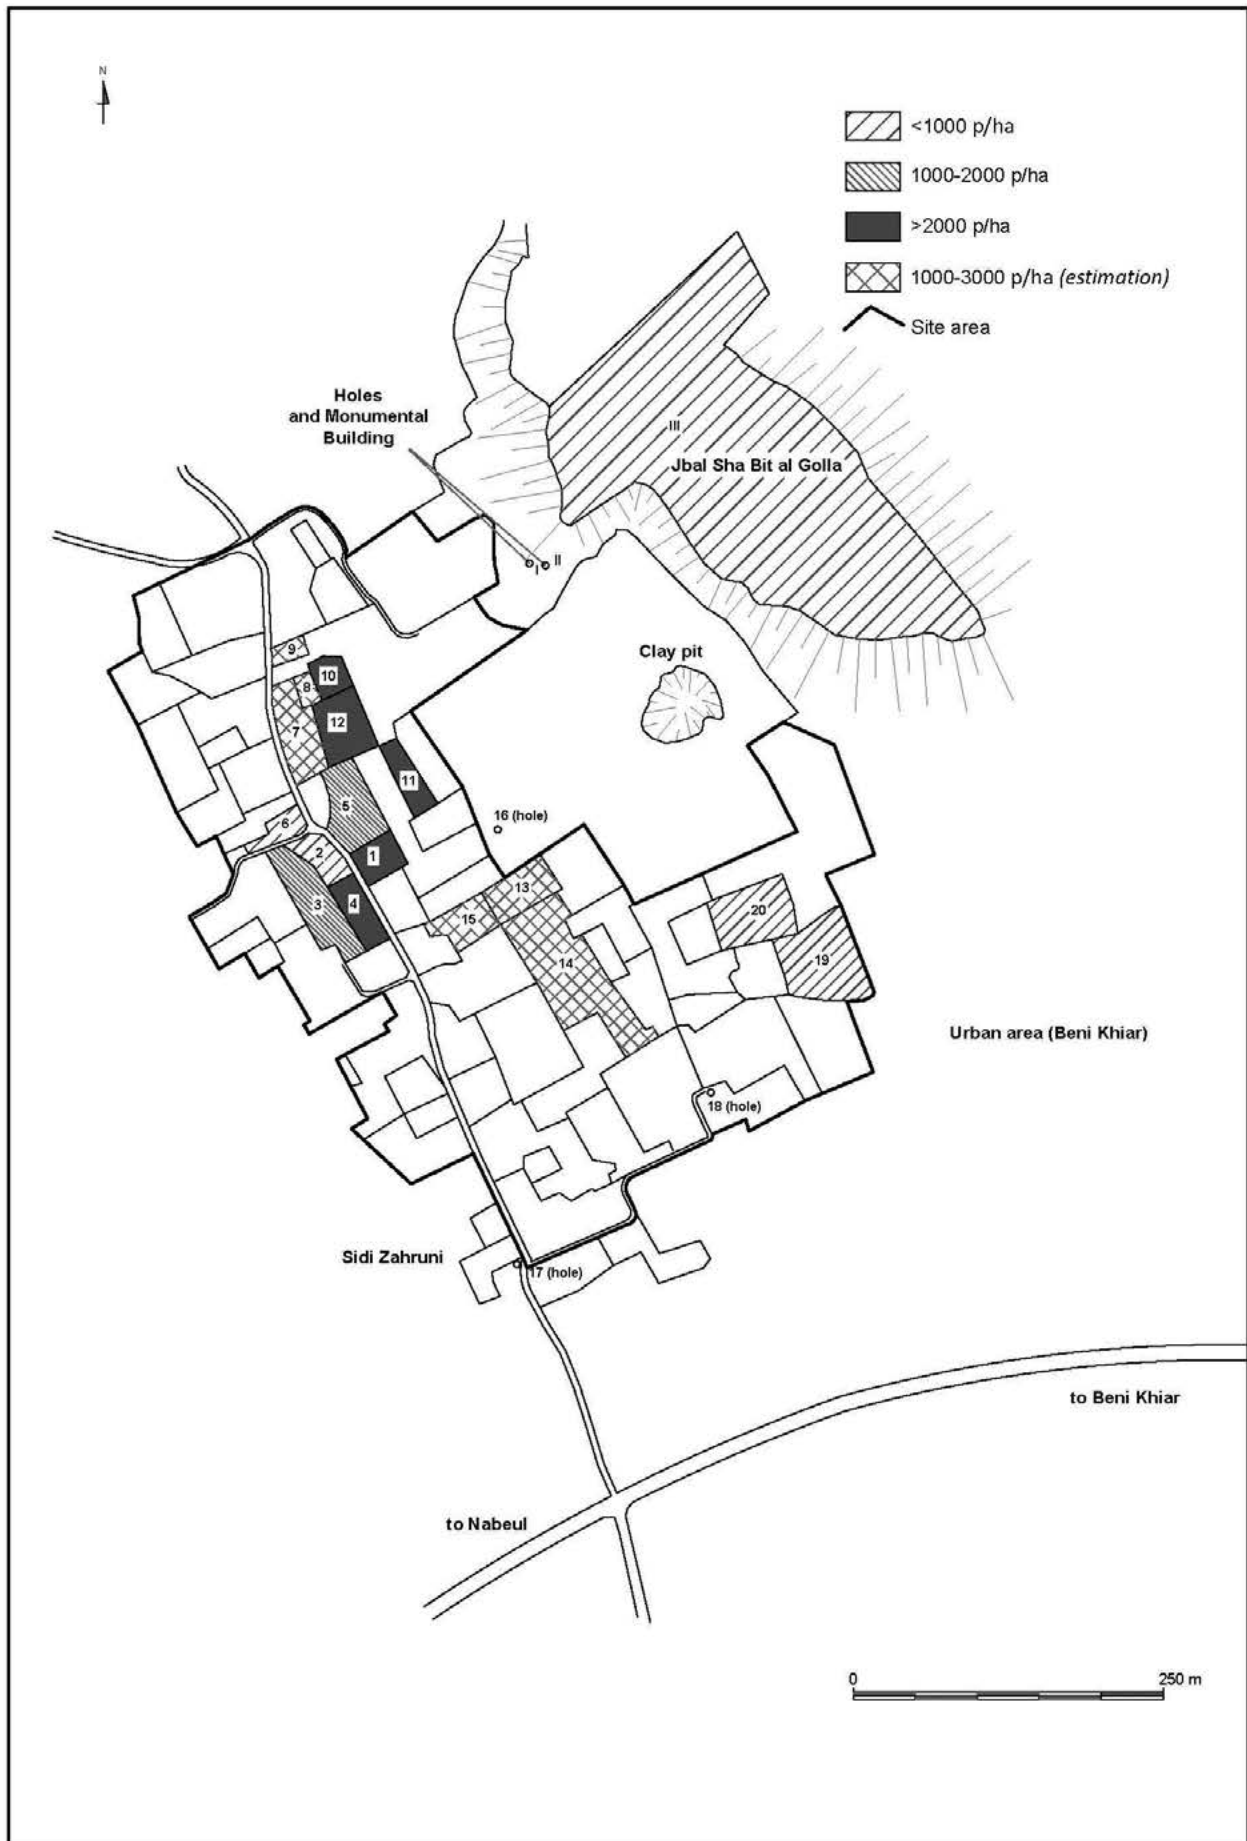 N
<1000 p/ha
1000-2000 p/ha
>2000 p/ha
1000-3000 p/ha (estimation)
Site area
Holes
and Monumental
Building
III
Jbal Sha Bit al Golla
I
II
Clay pit
9
10
8
12
7
11
5
16 (hole)
6
2
1
13
3
4
15
20
14
19
Urban area (Beni Khiar)
18 (hole)
Sidi Zahruni
17 (hole)
to Beni Khiar
to Nabeul
0
250 m